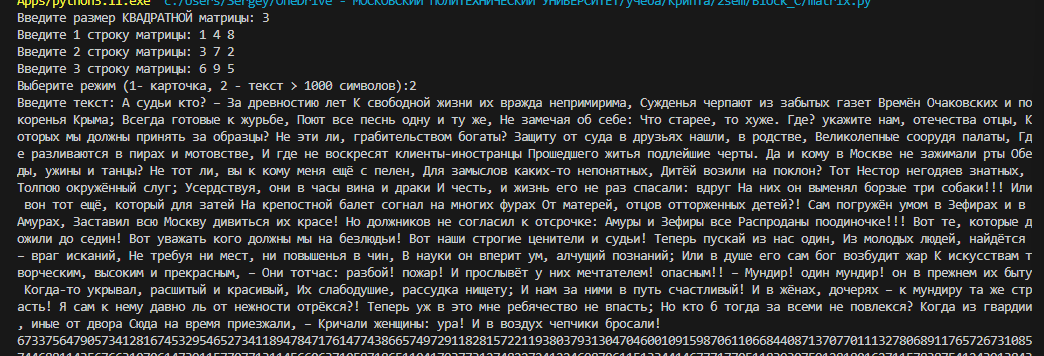 Apps/python3.11.exe" c:/Users/Sergey/OneDrive - МОСКОВСКИЙ ПОЛИТЕХНИЧЕСКИЙ УНИВЕРСИТЕТ/учеба/Крипта/2sem/Block_C/matrix.py
Введите размер КВАДРАТНОЙ матрицы: 3
Введите 1 строку матрицы: 1 4 8
Введите 2 строку матрицы: 3 7 2
Введите 3 строку матрицы: 6 9 5
Выберите режим (1- карточка, 2 - текст > 1000 символов):2
Введите текст: А судьи кто? – За древностию лет К свободной жизни их вражда непримирима, Сужденья черпают из забытых газет Времён Очаковских и по
коренья Крыма; Всегда готовые к журьбе, Поют все песнь одну и ту же, Не замечая об себе: Что старее, то хуже. Где? укажите нам, отечества отцы, К
оторых мы должны принять за образцы? Не эти ли, грабительством богаты? Защиту от суда в друзьях нашли, в родстве, Великолепные соорудя палаты, Гд
е разливаются в пирах и мотовстве, И где не воскресят клиенты-иностранцы Прошедшего житья подлейшие черты. Да и кому в Москве не зажимали рты Обе
ды, ужины и танцы? Не тот ли, вы к кому меня ещё с пелен, Для замыслов каких-то непонятных, Дитёй возили на поклон? Тот Нестор негодяев знатных,
Толпою окружённый слуг; Усердствуя, они в часы вина и драки И честь, и жизнь его не раз спасали: вдруг На них он выменял борзые три собаки!!! Или
вон тот ещё, который для затей На крепостной балет согнал на многих фурах От матерей, отцов отторженных детей?! Сам погружён умом в Зефирах и в
Амурах, Заставил всю Москву дивиться их красе! Но должников не согласил к отсрочке: Амуры и Зефиры все Распроданы поодиночке!!! Вот те, которые д
ожили до седин! Вот уважать кого должны мы на безлюдьи! Вот наши строгие ценители и судьи! Теперь пускай из нас один, Из молодых людей, найдётся
– враг исканий, Не требуя ни мест, ни повышенья в чин, В науки он вперит ум, алчущий познаний; Или в душе его сам бог возбудит жар К искусствам т
ворческим, высоким и прекрасным, – Они тотчас: разбой! пожар! И прослывёт у них мечтателем! опасным!! – Мундир! один мундир! он в прежнем их быту
Когда-то укрывал, расшитый и красивый, Их слабодушие, рассудка нищету; И нам за ними в путь счастливый! И в жёнах, дочерях – к мундиру та же стр
асть! Я сам к нему давно ль от нежности отрёкся?! Теперь уж в это мне ребячество не впасть; Но кто б тогда за всеми не повлекся? Когда из гвардии
, иные от двора Сюда на время приезжали, – Кричали женщины: ура! И в воздух чепчики бросали!